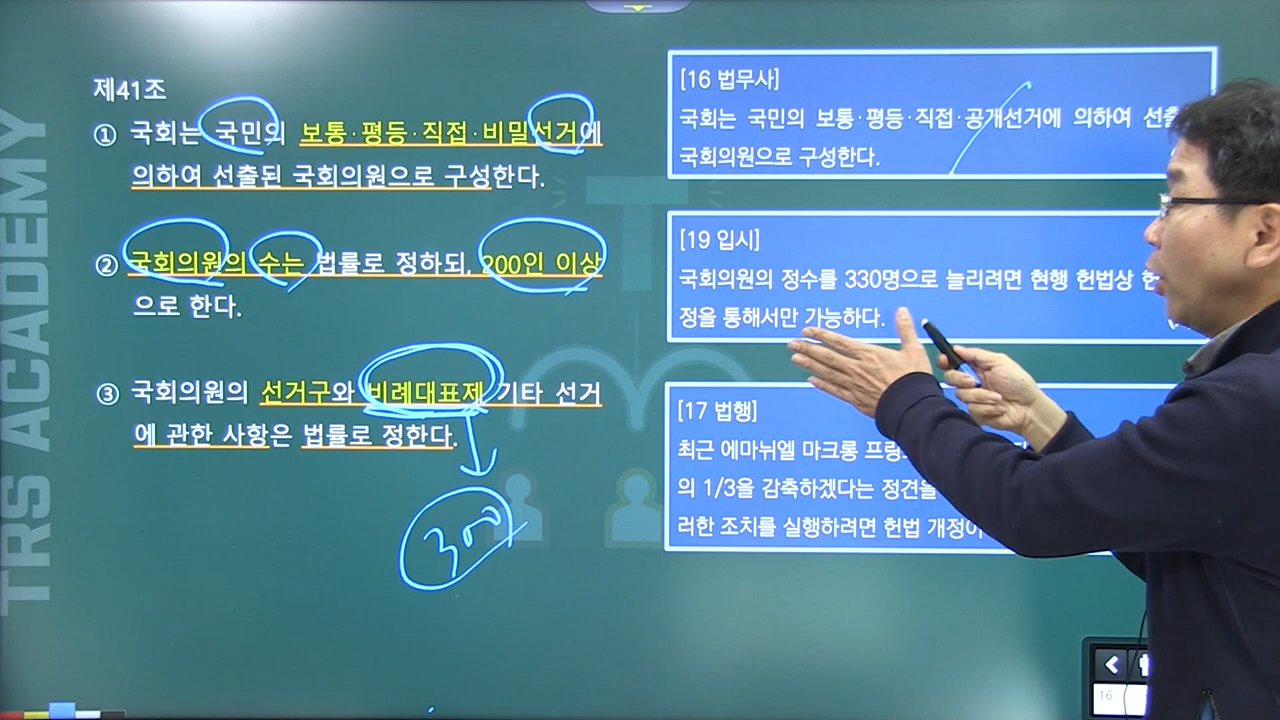 TRS ACADEMY
제41조
① 국회는 국민의 보통·평등·직접·비밀선거에
의하여 선출된 국회의원으로 구성한다.
② 국회의원의 수는 법률로 정하되, 200인 이상
으로 한다.
③ 국회의원의 선거구와 비례대표제 기타 선거
에 관한 사항은 법률로 정한다.
300
[16 법무사]
국회는 국민의 보통·평등·직접·공개선거에 의하여 선출
국회의원으로 구성한다.
[19 입시]
국회의원의 정수를 330명으로 늘리려면 현행 헌법상
정을 통해서만 가능하다.
[17 법행]
최근 에마뉘엘 마크롱
의 1/3을 감축하겠다는 정견을
러한 조치를 실행하려면 헌법 개정이
16